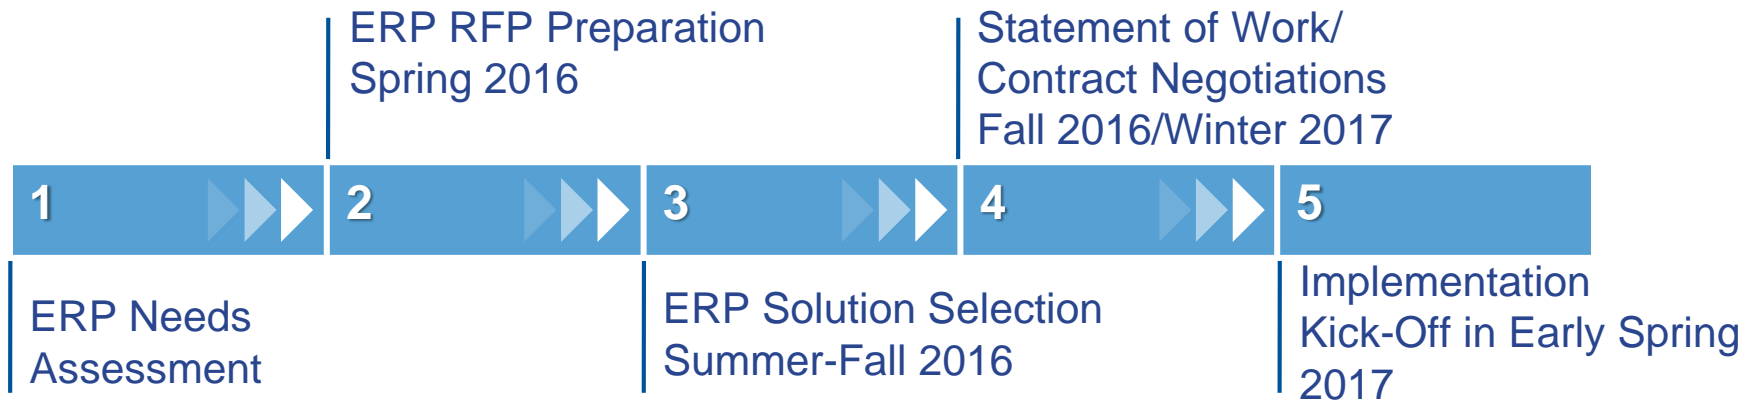 ERP RFP Preparation
Spring 2016
Statement of Work/
Contract Negotiations
Fall 2016/Winter 2017
1
2
3
4
5
ERP Needs
Assessment
ERP Solution Selection
Summer-Fall 2016
Implementation
Kick-Off in Early Spring
2017